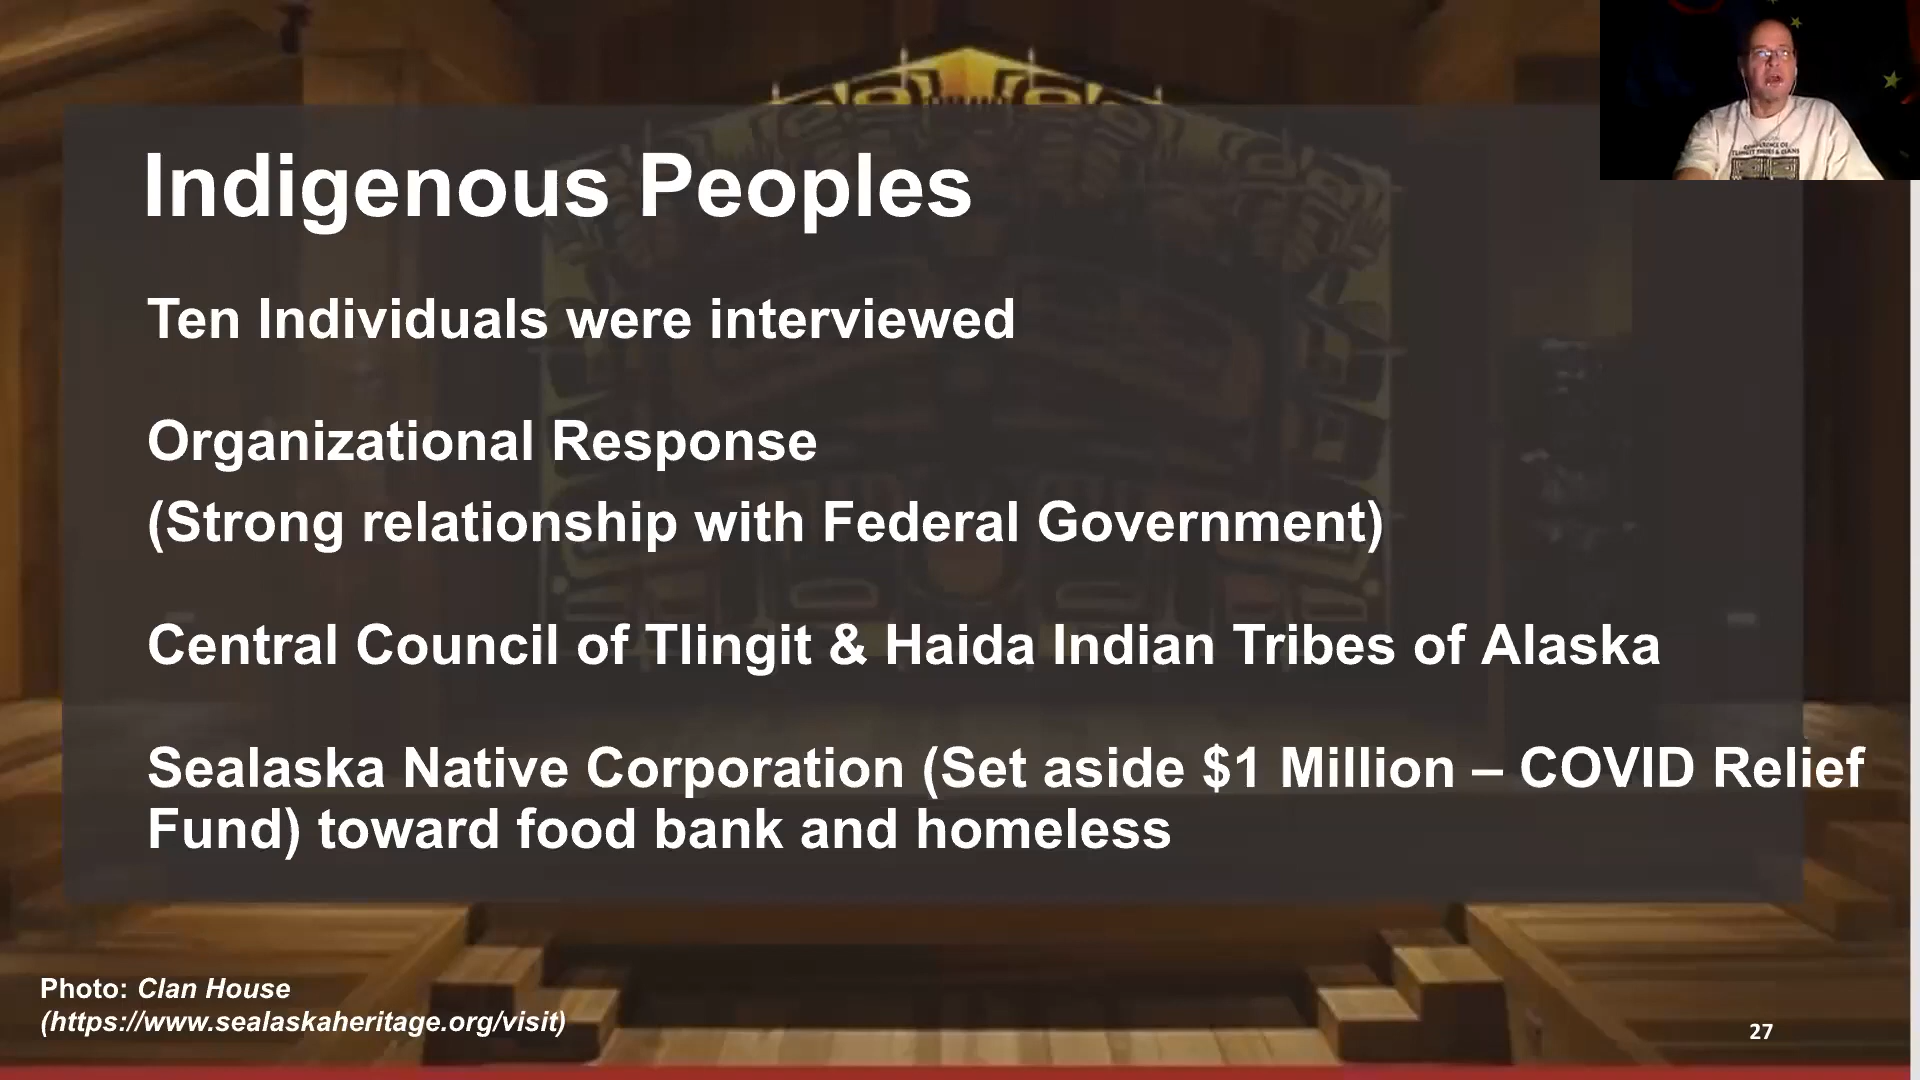 Indigenous Peoples
Ten Individuals were interviewed
Organizational Response
(Strong relationship with Federal Government)
Central Council of Tlingit & Haida Indian Tribes of Alaska
Sealaska Native Corporation (Set aside $1 Million – COVID Relief
Fund) toward food bank and homeless
Photo: Clan House
(https://www.sealaskaheritage.org/visit)
27